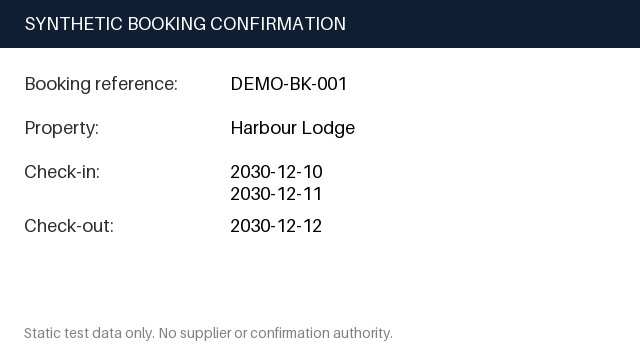 SYNTHETIC BOOKING CONFIRMATION
Booking reference: DEMO-BK-001
Property: Harbour Lodge
Check-in: 2030-12-10
2030-12-11
Check-out: 2030-12-12
Static test data only. No supplier or confirmation authority.